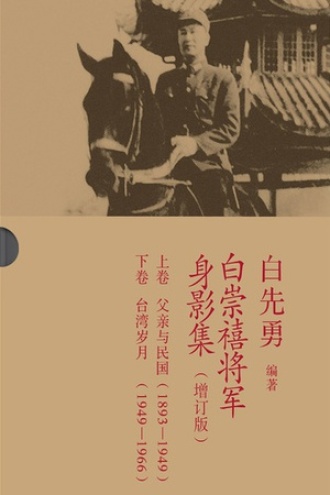 白先勇 编著
白崇禧将军
身影集（增订版）
上卷 父亲与民国（1893—1949）
下卷 台湾岁月（1949—1966）